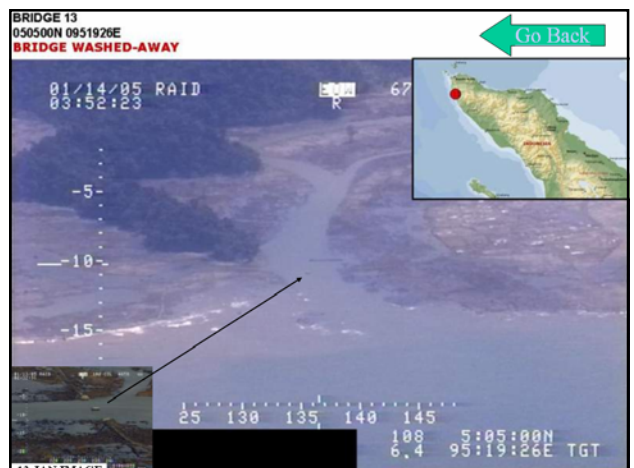 BRIDGE 13
050500N 0951926E
BRIDGE WASHED-AWAY
Go Back
01/14/05 RAID
03:52:23
R
67
-5-
-10-
-15-
25 130 135 140 145
108 5:05:00N
6.4 95:19:26E TGT